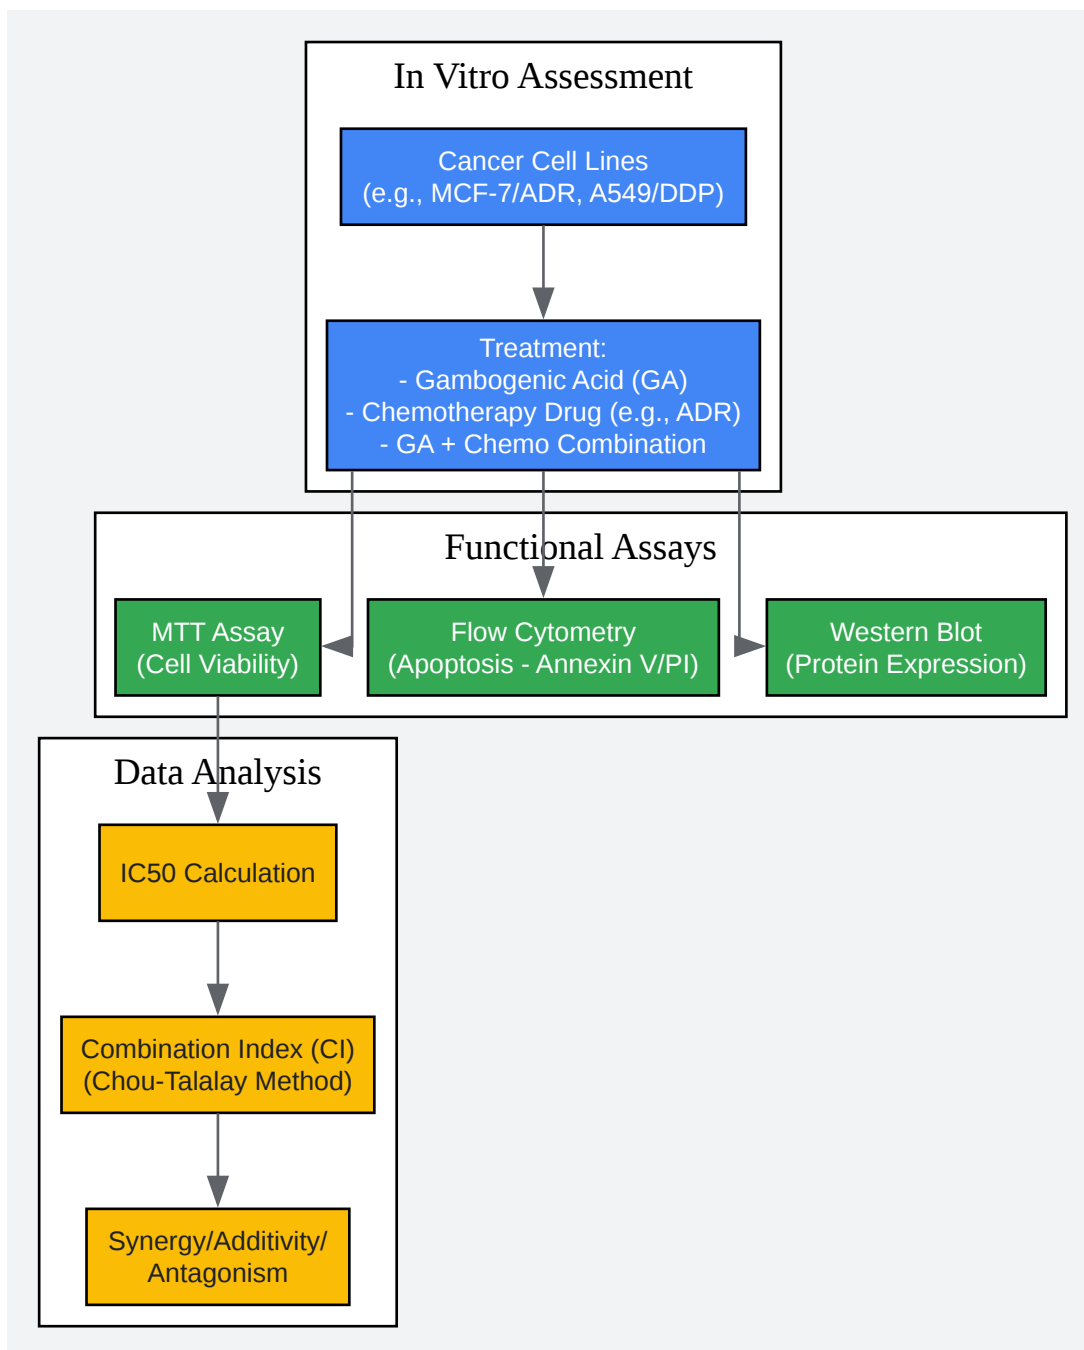 In Vitro Assessment
Cancer Cell Lines
(e.g., MCF-7/ADR, A549/DDP)
Treatment:
- Gambogenic Acid (GA)
- Chemotherapy Drug (e.g., ADR)
- GA + Chemo Combination
Functional Assays
MTT Assay
(Cell Viability)
Flow Cytometry
(Apoptosis - Annexin V/PI)
Western Blot
(Protein Expression)
Data Analysis
IC50 Calculation
Combination Index (CI)
(Chou-Talalay Method)
Synergy/Additivity/
Antagonism